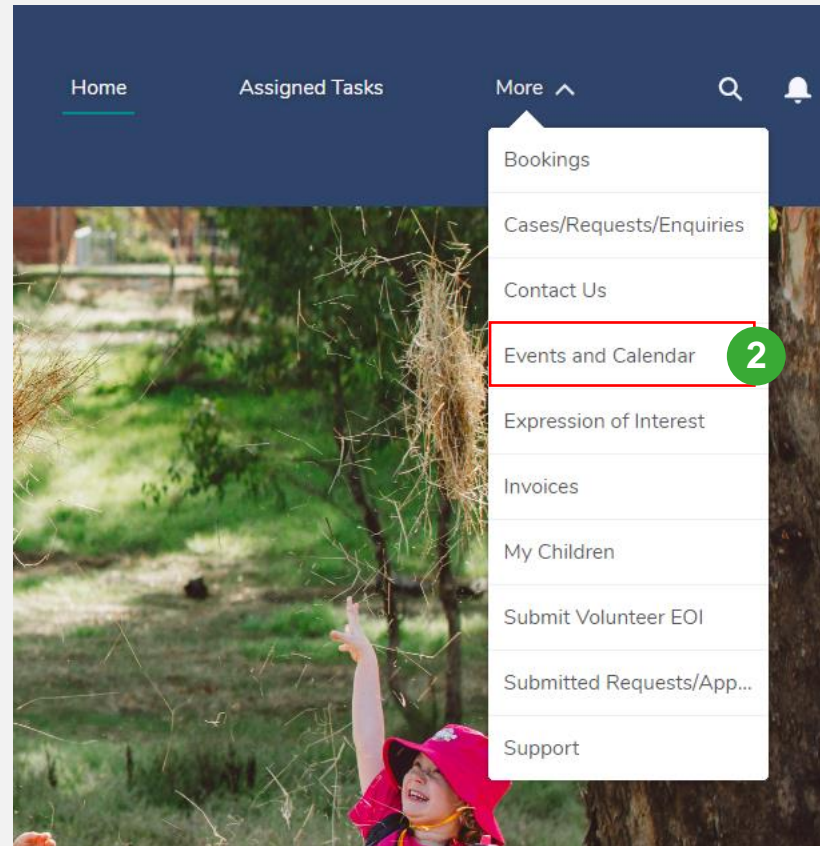 Home Assigned Tasks More
Bookings
Cases/Requests/Enquiries
Contact Us
Events and Calendar 2
Expression of Interest
Invoices
My Children
Submit Volunteer EOI
Submitted Requests/App...
Support